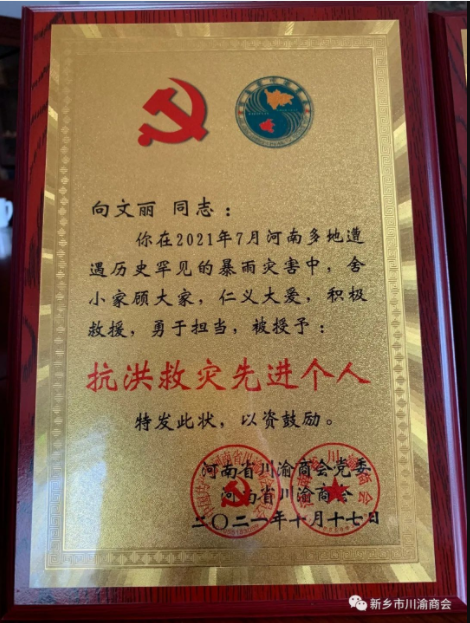 向文丽 同志：
你在2021年7月河南多地遭
遇历史罕见的暴雨灾害中，舍
小家顾大家，仁义大爱，积极
救援，勇于担当，被授予：
抗洪救灾先进个人
特发此状，以资鼓励。
河南省川渝商会党委
河南省川渝商会
二〇二一年十月十七日
新乡市川渝商会